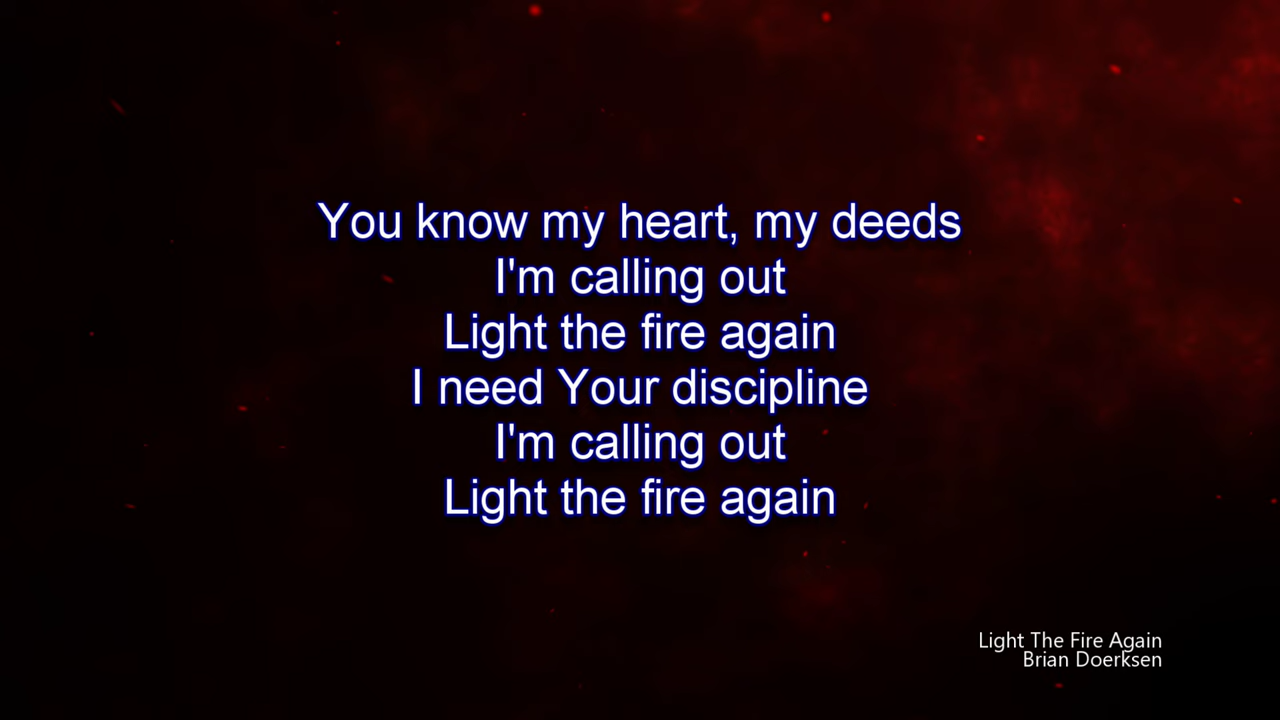 You know my heart, my deeds
I'm calling out
Light the fire again
I need Your discipline
I'm calling out
Light the fire again
Light The Fire Again
Brian Doerksen